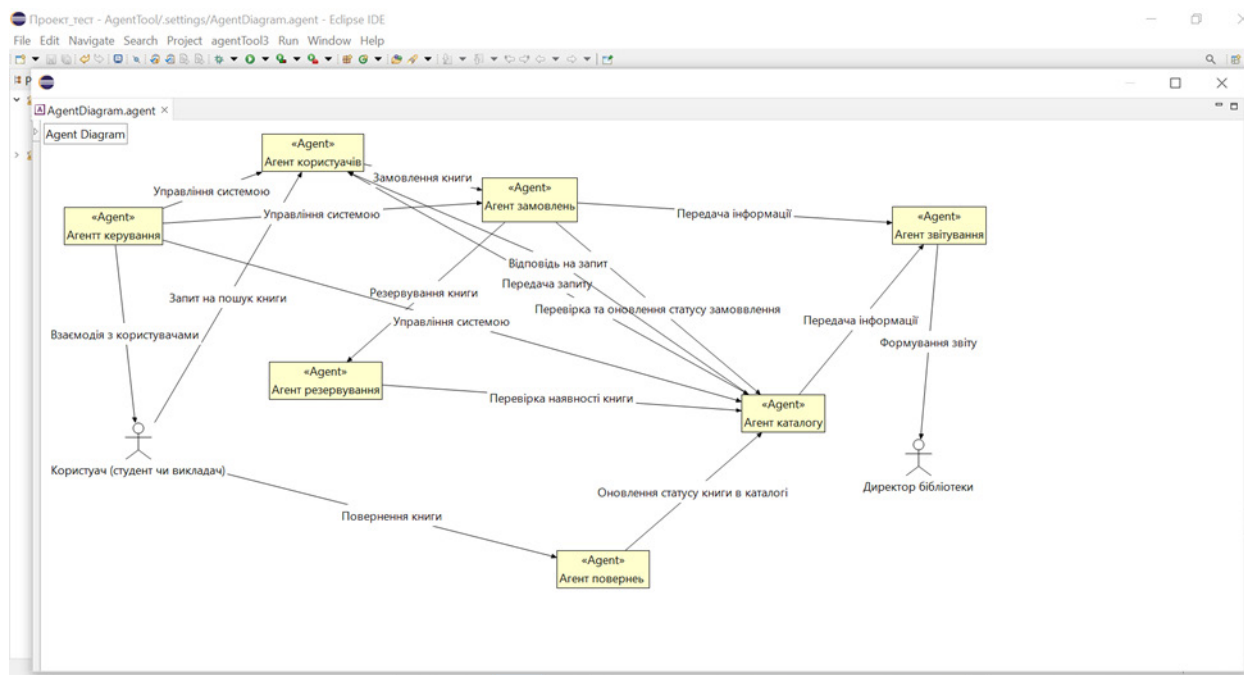 Проект_тест - AgentTool/.settings/AgentDiagram.agent - Eclipse IDE
File Edit Navigate Search Project agentTool3 Run Window Help
AgentDiagram.agent
Agent Diagram
«Agent»
Агент користувачів
Замовлення книги
Управління системою
«Agent»
Агент замовлень
«Agent»
Агентт керування
Управління системою
Передача інформації
«Agent»
Агент звітування
Відповідь на запит
Передача запиту
Запит на пошук книги
Резервування книги
Перевірка та оновлення статусу замоввлення
Управління системою
Передача інформації
Взаємодія з користувачами
Формування звіту
«Agent»
Агент резервування
Перевірка наявності книги
«Agent»
Агент каталогу
Користуач (студент чи викладач)
Директор бібліотеки
Оновлення статусу книги в каталогі
Повернення книги
«Agent»
Агент повернеь